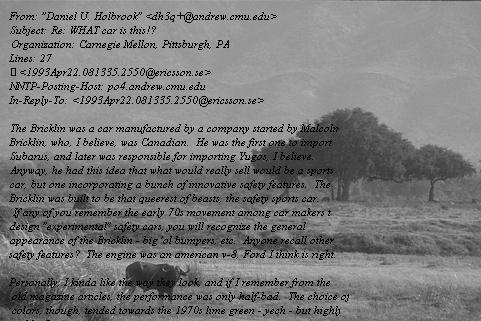 From: "Daniel U. Holbrook" <dh3q+@andrew.cmu.edu>
Subject: Re: WHAT car is this!?
Organization: Carnegie Mellon, Pittsburgh, PA
Lines: 27
<1993Apr22.081335.2550@ericsson.se>
NNTP-Posting-Host: po4.andrew.cmu.edu
In-Reply-To: <1993Apr22.081335.2550@ericsson.se>
The Bricklin was a car manufactured by a company started by Malcoln
Bricklin, who, I believe, was Canadian. He was the first one to import
Subarus, and later was responsible for importing Yugos, I believe.
Anyway, he had this idea that what would really sell would be a sports
car, but one incorporating a bunch of innovative safety features. The
Bricklin was built to be that queerest of beasts, the safety sports car.
If any of you remember the early 70s movement among car makers t
design "experimental" safety cars, you will recognize the general
appearance of the Bricklin - big 'ol bumpers, etc. Anyone recall other
safety features? The engine was an american v-8, Ford I think is right.
Personally, I kinda like the way they look, and if I remember from the
old magazine articles, the performance was only half-bad. The choice of
colors, though, tended towards the 1970s lime green - yech - but highly